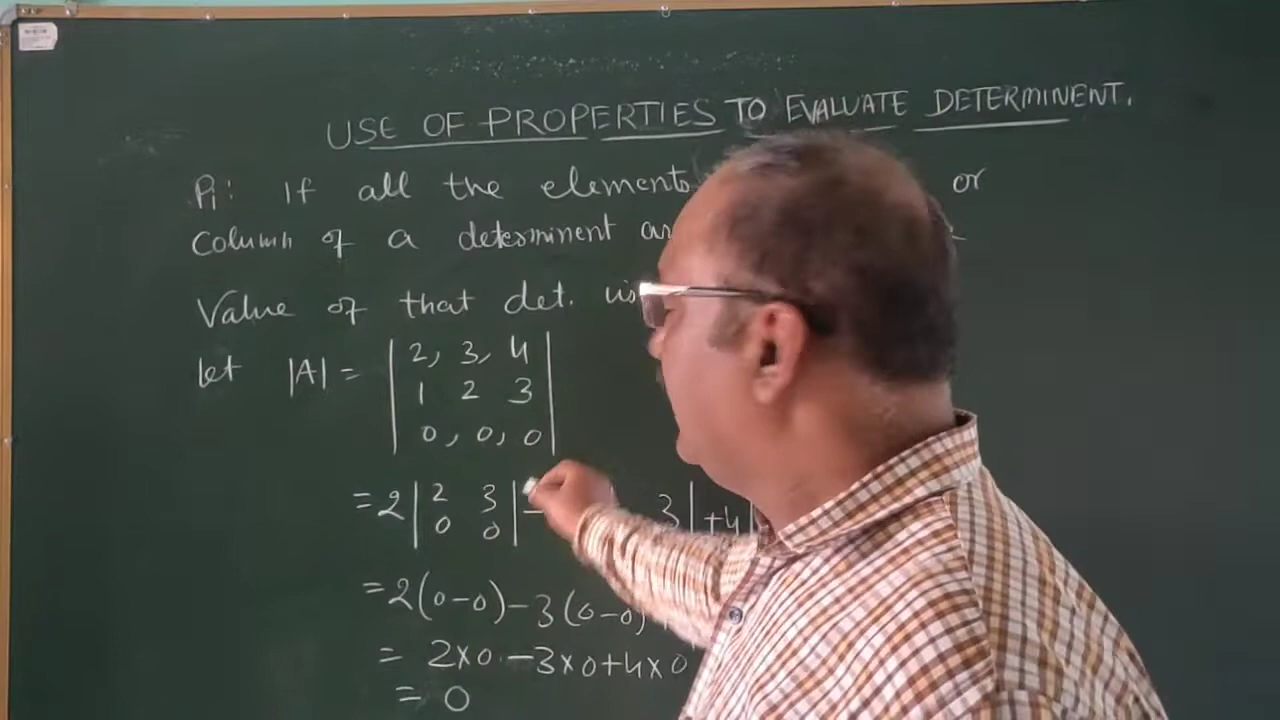 USE OF PROPERTIES TO EVALUATE DETERMINENT.
P1: If all the elements or
Column of a determinent
Value of that det. is
let |A| = | 2, 3, 4 |
| 1 2 3 |
| 0, 0, 0 |
= 2 | 2 3 | - 3 | + 4 |
| 0 0 |
= 2(0-0) - 3(0-0)
= 2×0 - 3×0 + 4×0
= 0